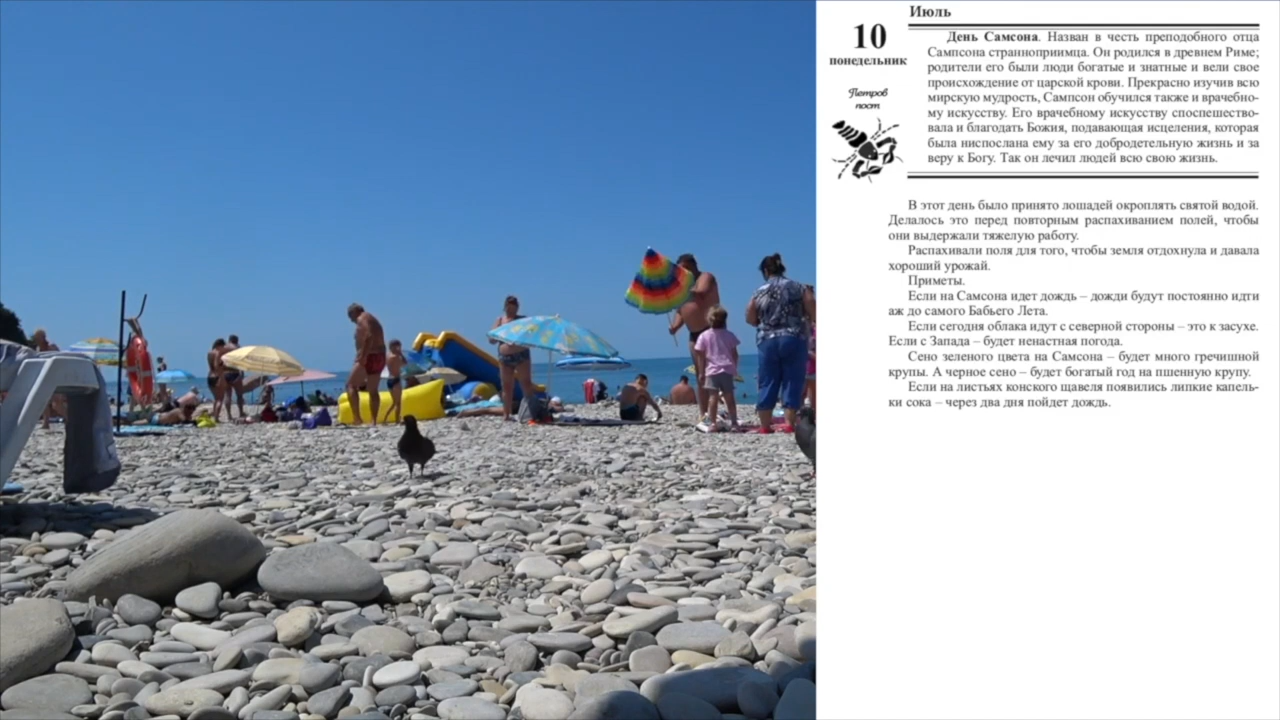 Июль
10
понедельник
Петров
пост
День Самсона. Назван в честь преподобного отца
Сампсона странноприимца. Он родился в древнем Риме;
родители его были люди богатые и знатные и вели свое
происхождение от царской крови. Прекрасно изучив всю
мирскую мудрость, Сампсон обучился также и врачебно-
му искусству. Его врачебному искусству споспешество-
вала и благодать Божия, подавающая исцеления, которая
была ниспослана ему за его добродетельную жизнь и за
веру к Богу. Так он лечил людей всю свою жизнь.
В этот день было принято лошадей окроплять святой водой.
Делалось это перед повторным распахиванием полей, чтобы
они выдержали тяжелую работу.
Распахивали поля для того, чтобы земля отдохнула и давала
хороший урожай.
Приметы.
Если на Самсона идет дождь – дожди будут постоянно идти
аж до самого Бабьего Лета.
Если сегодня облака идут с северной стороны – это к засухе.
Если с Запада – будет ненастная погода.
Сено зеленого цвета на Самсона – будет много гречишной
крупы. А черное сено – будет богатый год на пшенную крупу.
Если на листьях конского щавеля появились липкие капель-
ки сока – через два дня пойдет дождь.